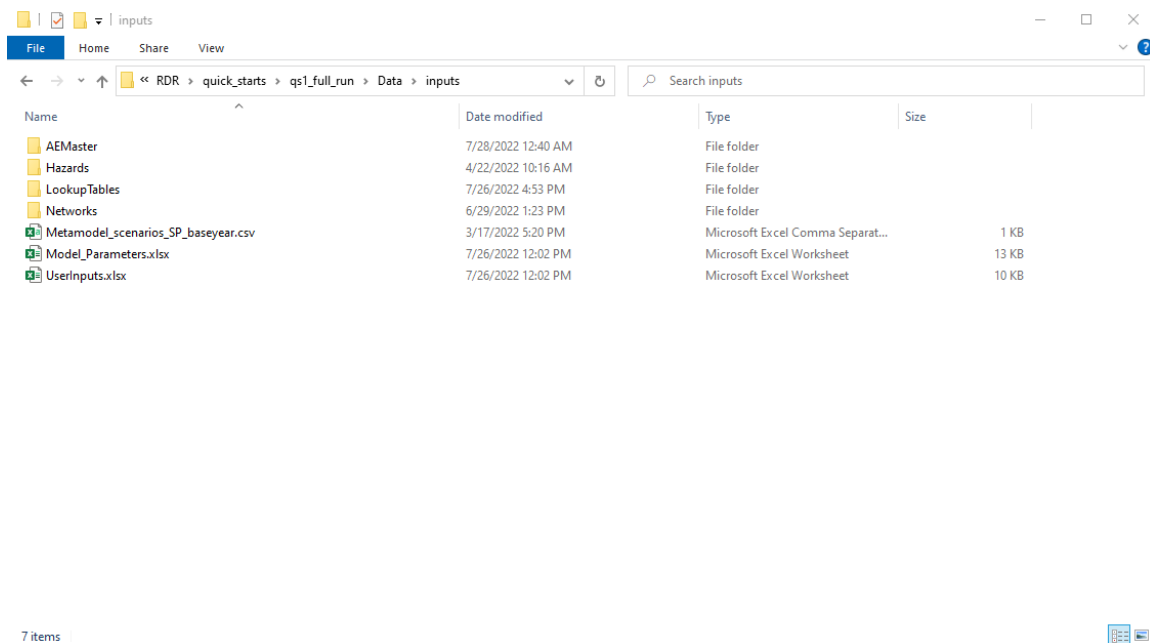 inputs
File Home Share View
« RDR › quick_starts › qs1_full_run › Data › inputs Search inputs
Name Date modified Type Size
AEMaster 7/28/2022 12:40 AM File folder
Hazards 4/22/2022 10:16 AM File folder
LookupTables 7/26/2022 4:53 PM File folder
Networks 6/29/2022 1:23 PM File folder
Metamodel_scenarios_SP_baseyear.csv 3/17/2022 5:20 PM Microsoft Excel Comma Separat... 1 KB
Model_Parameters.xlsx 7/26/2022 12:02 PM Microsoft Excel Worksheet 13 KB
UserInputs.xlsx 7/26/2022 12:02 PM Microsoft Excel Worksheet 10 KB
7 items